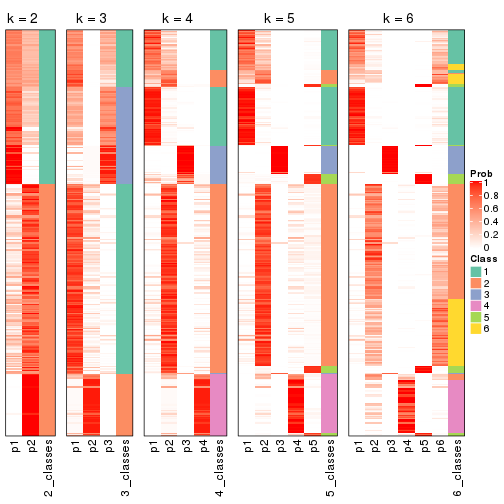 k = 2
k = 3
k = 4
k = 5
k = 6
p1
p2
2_classes
p1
p2
p3
3_classes
p1
p2
p3
p4
4_classes
p1
p2
p3
p4
p5
5_classes
p1
p2
p3
p4
p5
p6
6_classes
Prob
1
0.8
0.6
0.4
0.2
0
Class
1
2
3
4
5
6